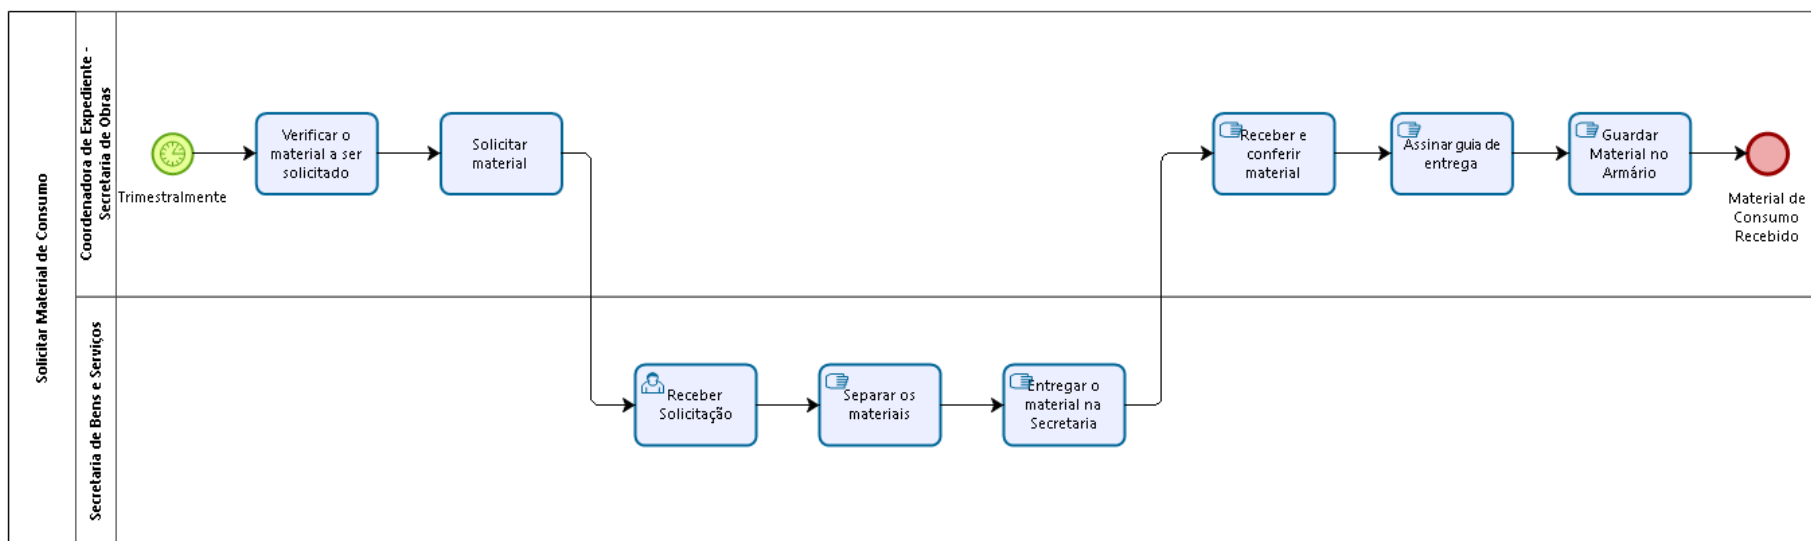 Solicitar Material de Consumo
Coordenadora de Expediente -
Secretaria de Obras
Trimestralmente
Verificar o
material a ser
solicitado
Solicitar
material
Receber e
conferir
material
Assinar guia de
entrega
Guardar
Material no
Armário
Material de
Consumo
Recebido
Secretaria de Bens e Serviços
Receber
Solicitação
Separar os
materiais
Entregar o
material na
Secretaria